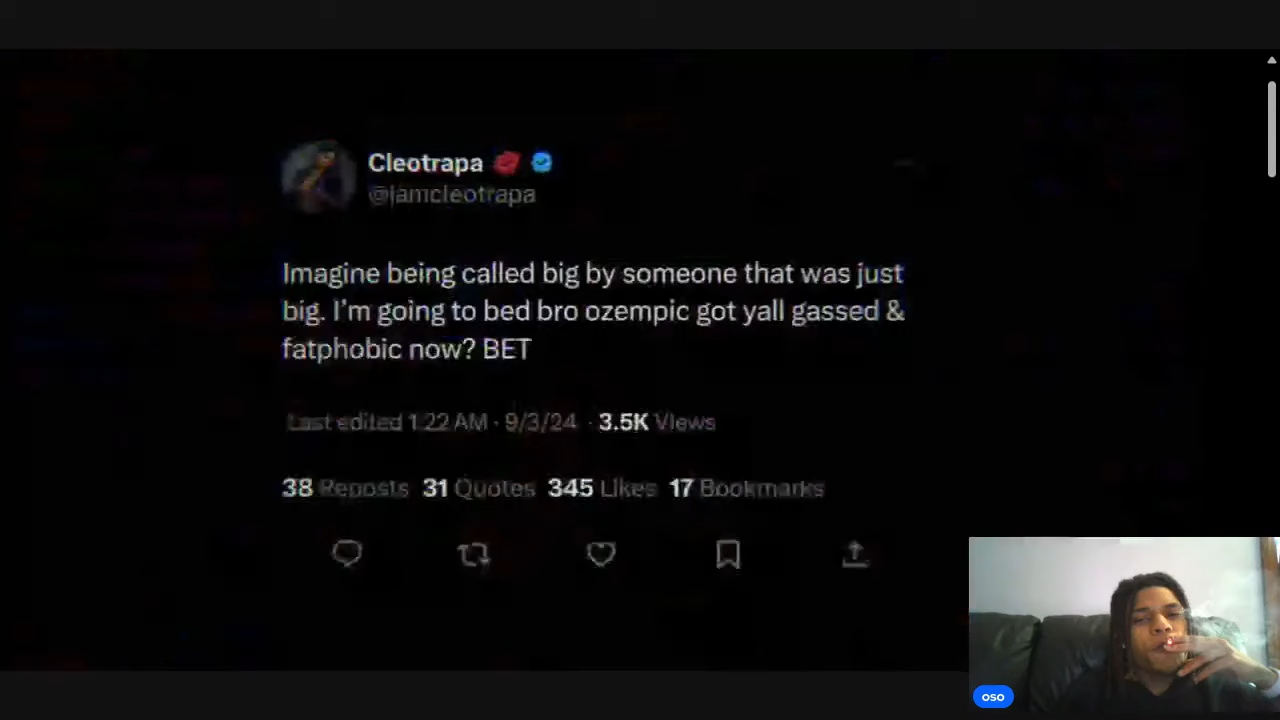 Cleotrapa
@iamcleotrapa
Imagine being called big by someone that was just
big. I’m going to bed bro ozempic got yall gassed &
fatphobic now? BET
Last edited 1:22 AM · 9/3/24 · 3.5K Views
38 Reposts 31 Quotes 345 Likes 17 Bookmarks
oso